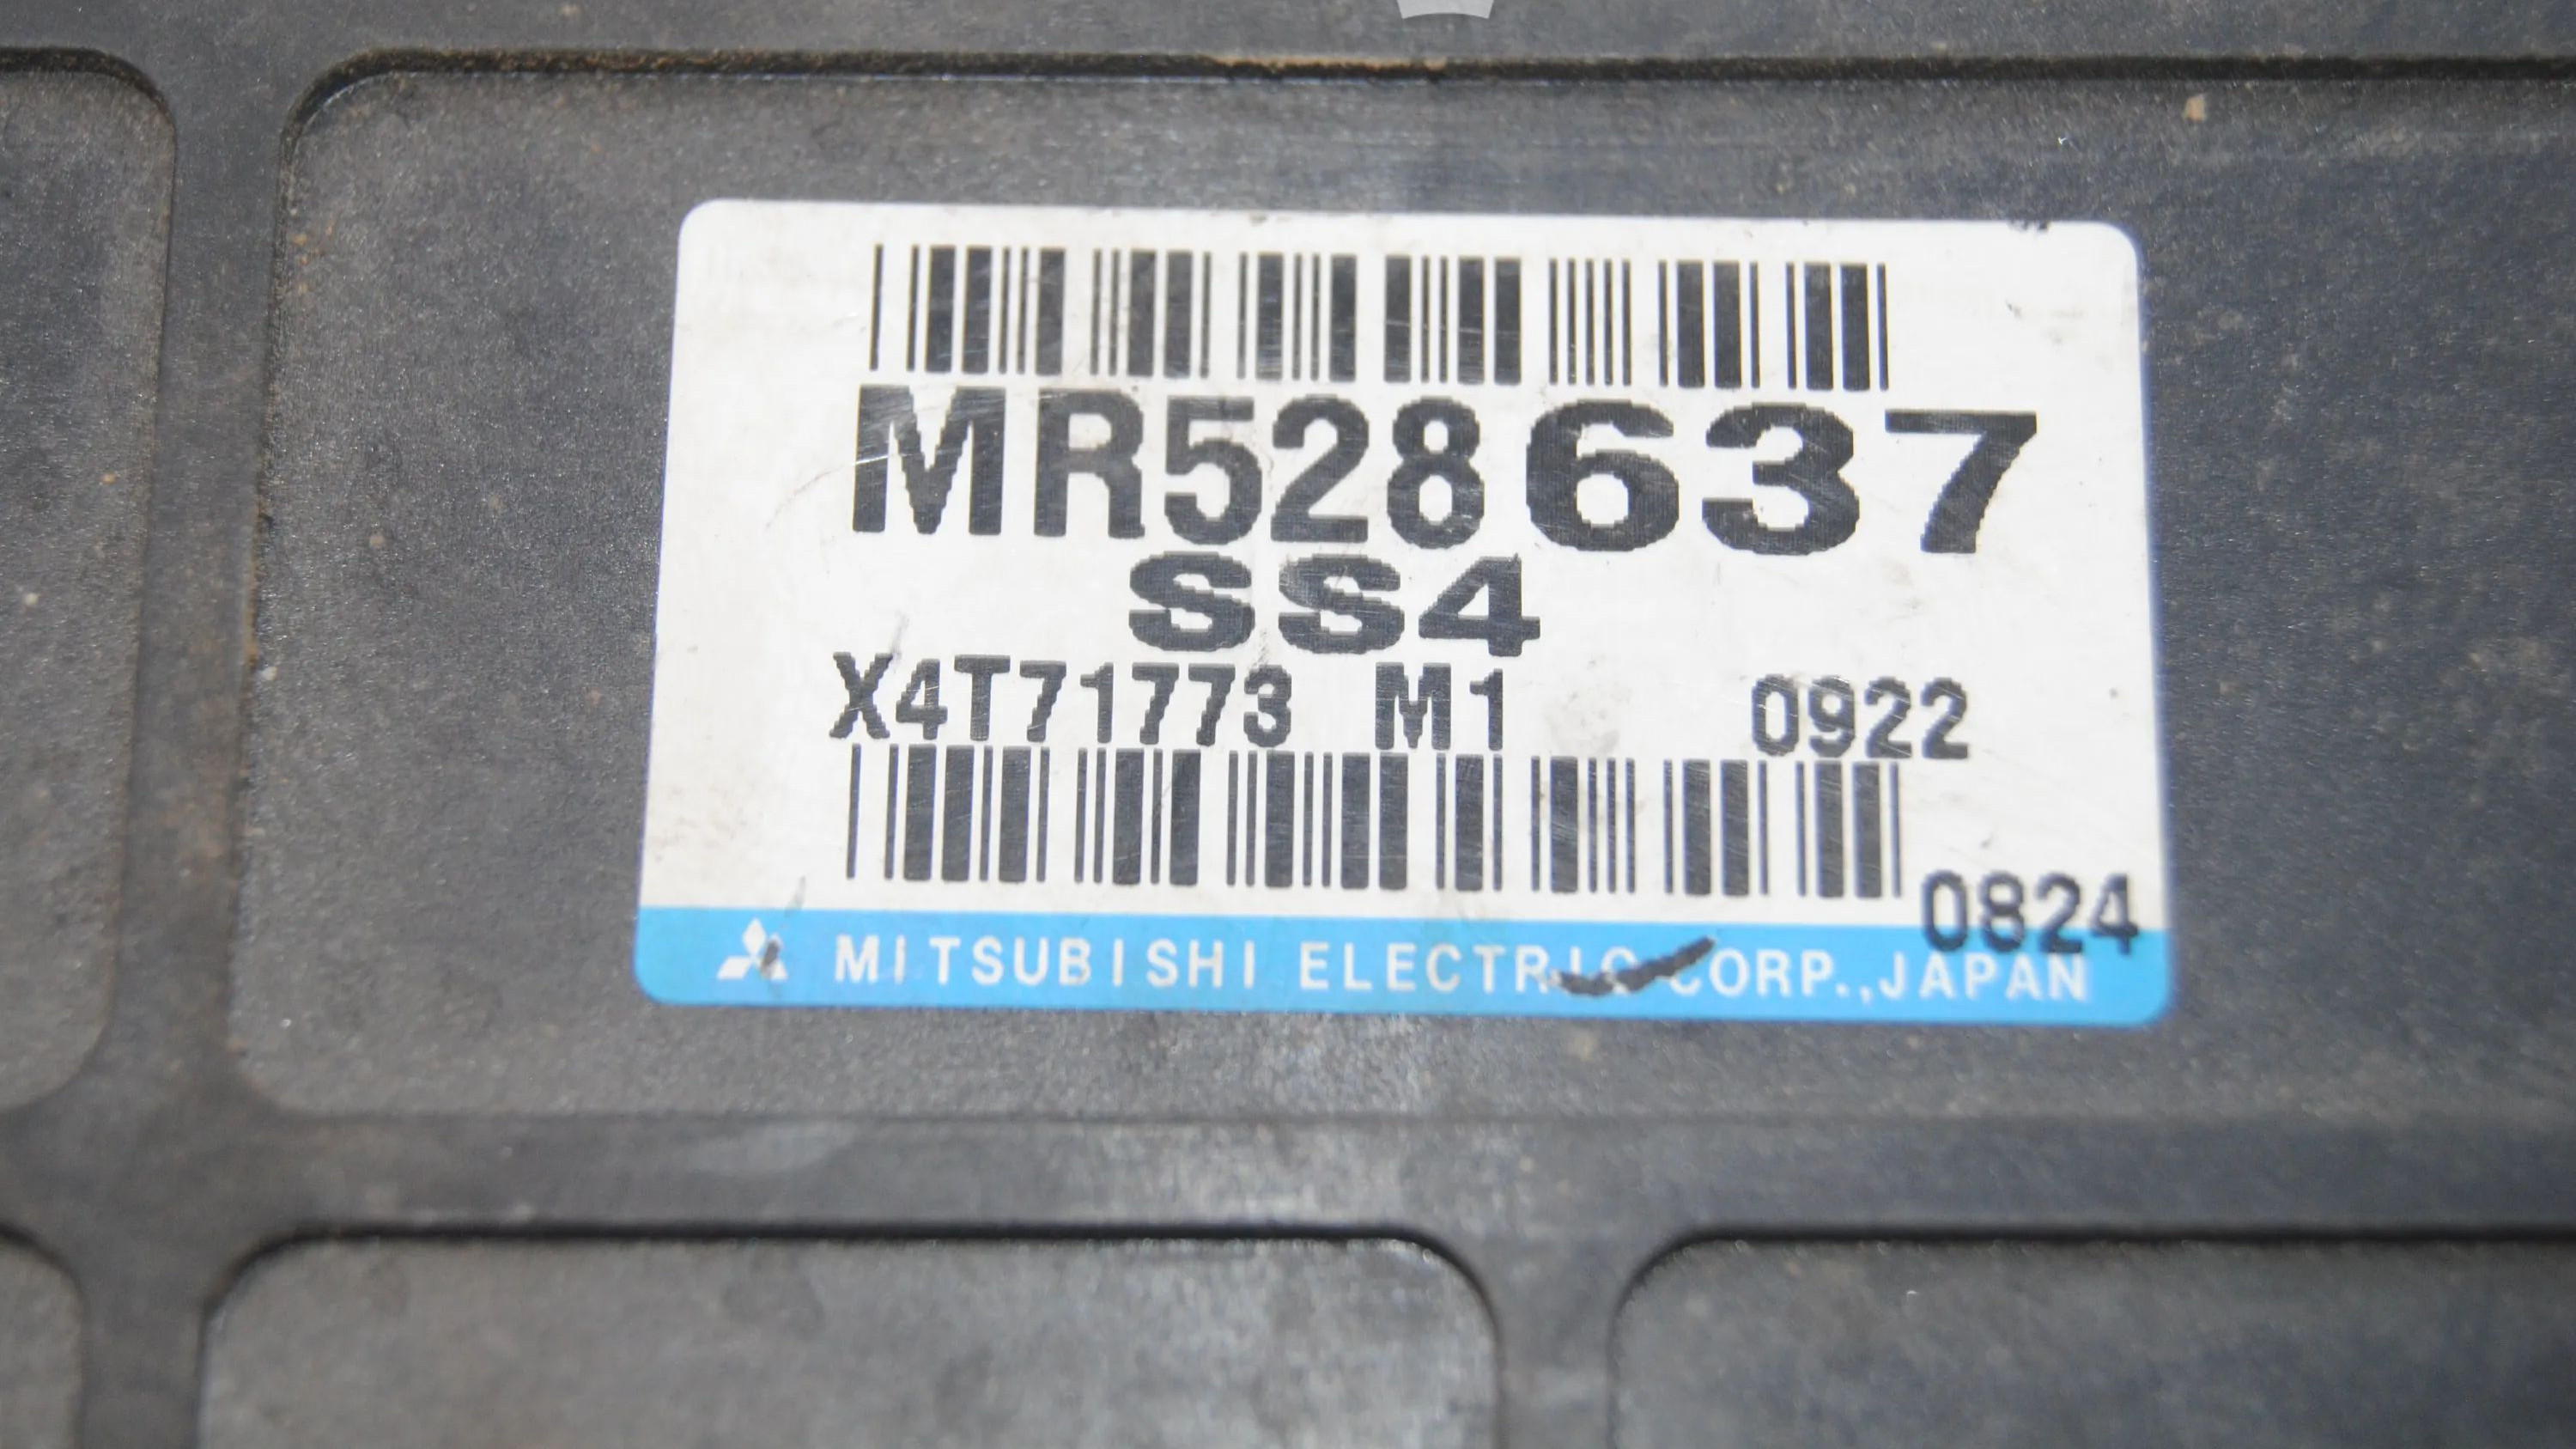 MR528637
SS4
X4T71773 M1 0922
0824
MITSUBISHI ELECTRIC CORP.,JAPAN